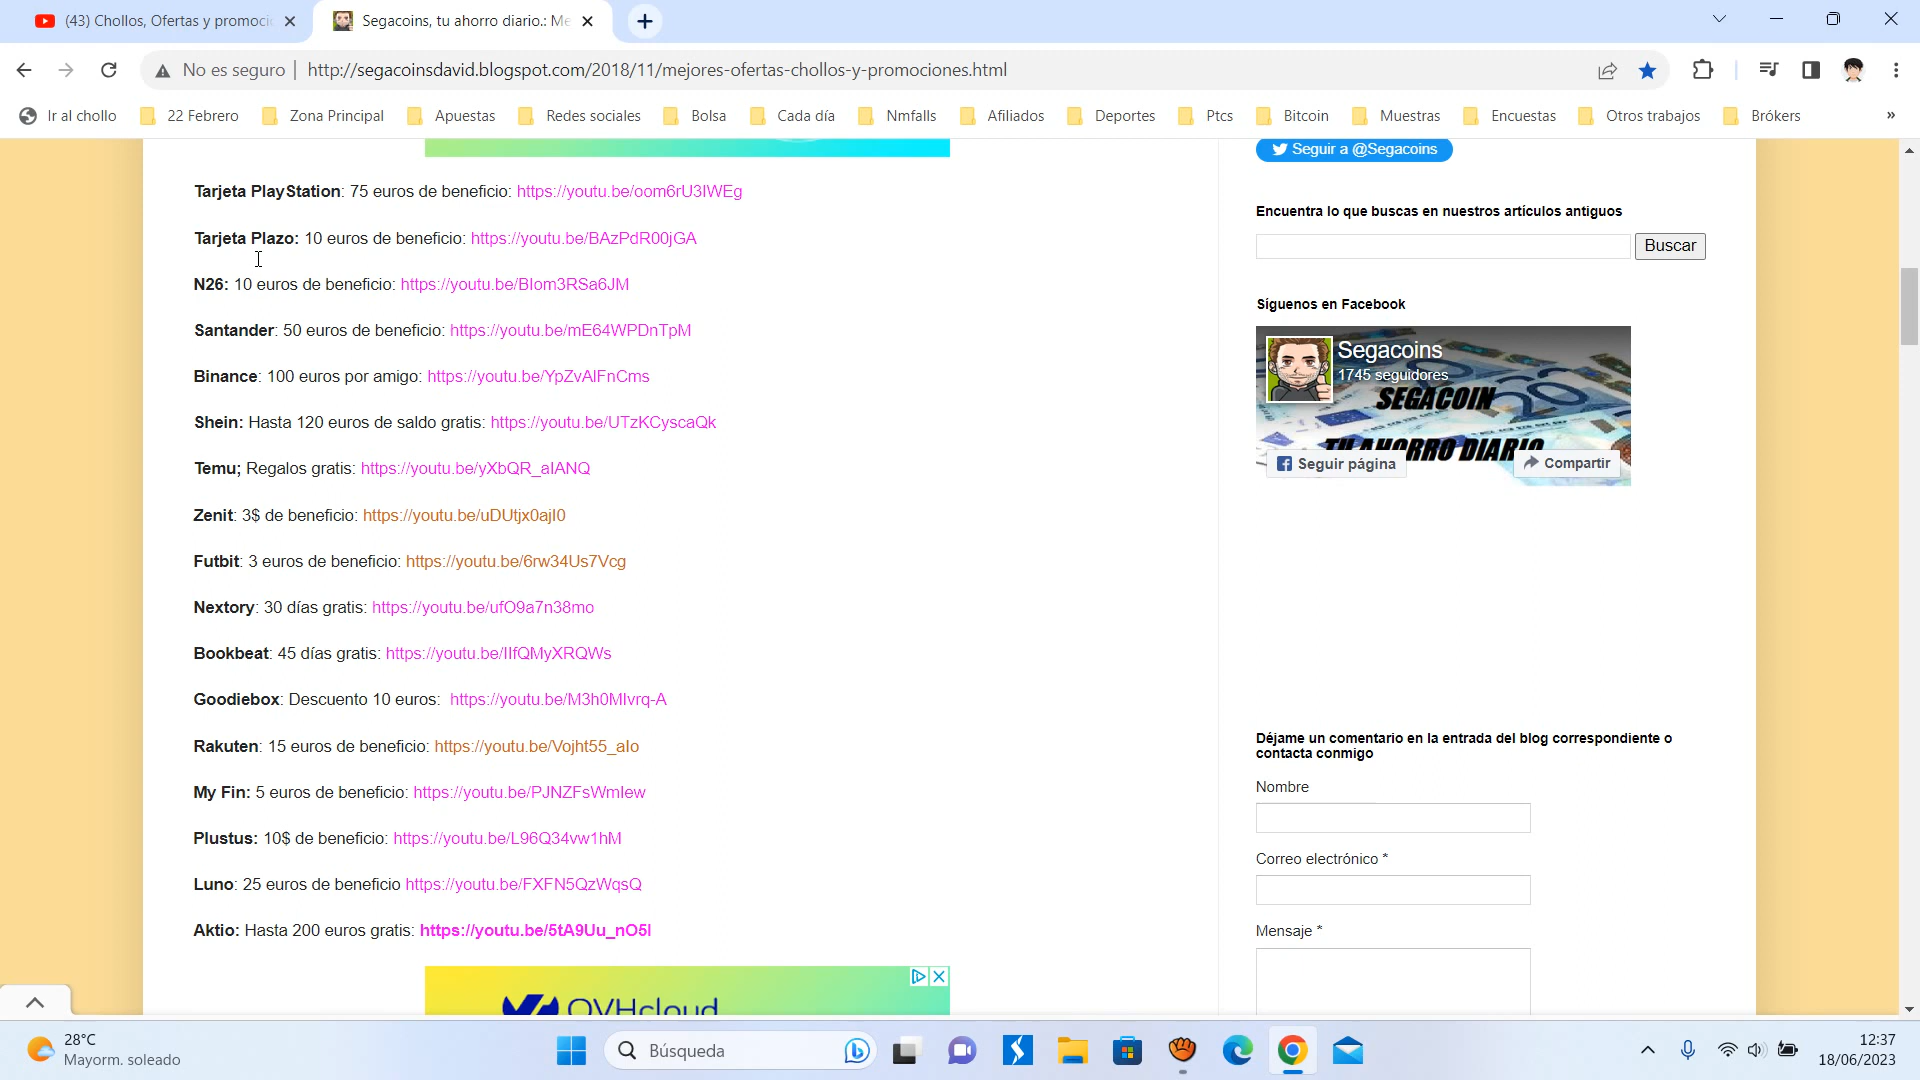 (43) Chollos, Ofertas y promoci
Segacoins, tu ahorro diario.: Me
No es seguro
http://segacoinsdavid.blogspot.com/2018/11/mejores-ofertas-chollos-y-promociones.html
Ir al chollo
22 Febrero
Zona Principal
Apuestas
Redes sociales
Bolsa
Cada día
Nmfalls
Afiliados
Deportes
Ptcs
Bitcoin
Muestras
Encuestas
Otros trabajos
Brókers
»
Tarjeta PlayStation: 75 euros de beneficio: https://youtu.be/oom6rU3IWEg
Tarjeta Plazo: 10 euros de beneficio: https://youtu.be/BAzPdR00jGA
N26: 10 euros de beneficio: https://youtu.be/Blom3RSa6JM
Santander: 50 euros de beneficio: https://youtu.be/mE64WPDnTpM
Binance: 100 euros por amigo: https://youtu.be/YpZvAlFnCms
Shein: Hasta 120 euros de saldo gratis: https://youtu.be/UTzKCyscaQk
Temu; Regalos gratis: https://youtu.be/yXbQR_alANQ
Zenit: 3$ de beneficio: https://youtu.be/uDUtjx0ajI0
Futbit: 3 euros de beneficio: https://youtu.be/6rw34Us7Vcg
Nextory: 30 días gratis: https://youtu.be/ufO9a7n38mo
Bookbeat: 45 días gratis: https://youtu.be/IIfQMyXRQWs
Goodiebox: Descuento 10 euros: https://youtu.be/M3h0MIvrq-A
Rakuten: 15 euros de beneficio: https://youtu.be/Vojht55_alo
My Fin: 5 euros de beneficio: https://youtu.be/PJNZFsWmlew
Plustus: 10$ de beneficio: https://youtu.be/L96Q34vw1hM
Luno: 25 euros de beneficio https://youtu.be/FXFN5QzWqsQ
Aktio: Hasta 200 euros gratis: https://youtu.be/5tA9Uu_nO5I
OVHcloud
Seguir a @Segacoins
Encuentra lo que buscas en nuestros artículos antiguos
Buscar
Síguenos en Facebook
Segacoins
1745 seguidores
SEGACOIN
TU AHORRO DIARIO
Seguir página
Compartir
Déjame un comentario en la entrada del blog correspondiente o
contacta conmigo
Nombre
Correo electrónico *
Mensaje *
28°C
Mayorm. soleado
Búsqueda
12:37
18/06/2023